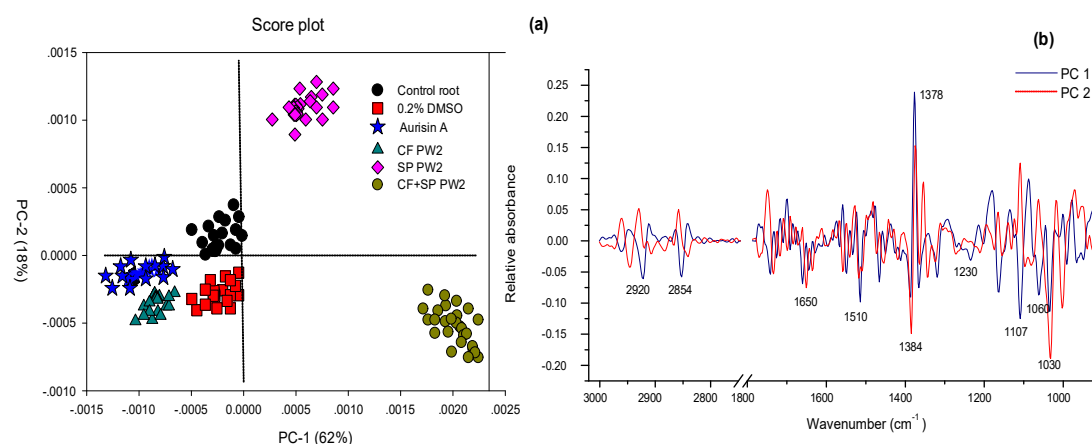 Score plot
(a)
PC-2 (18%)
.0015
.0010
.0005
0.0000
-.0005
-.0010
-.0015
-.0010
-.0005
0.0000
.0005
.0010
.0015
.0020
.0025
PC-1 (62%)
Control root
0.2% DMSO
Aurisin A
CF PW2
SP PW2
CF+SP PW2
(b)
PC 1
PC 2
Relative absorbance
0.25
0.20
0.15
0.10
0.05
0.00
-0.05
-0.10
-0.15
-0.20
1378
2920
2854
1650
1510
1384
1230
1107
1060
1030
3000
2900
2800
1800
1600
1400
1200
1000
Wavenumber (cm-1)